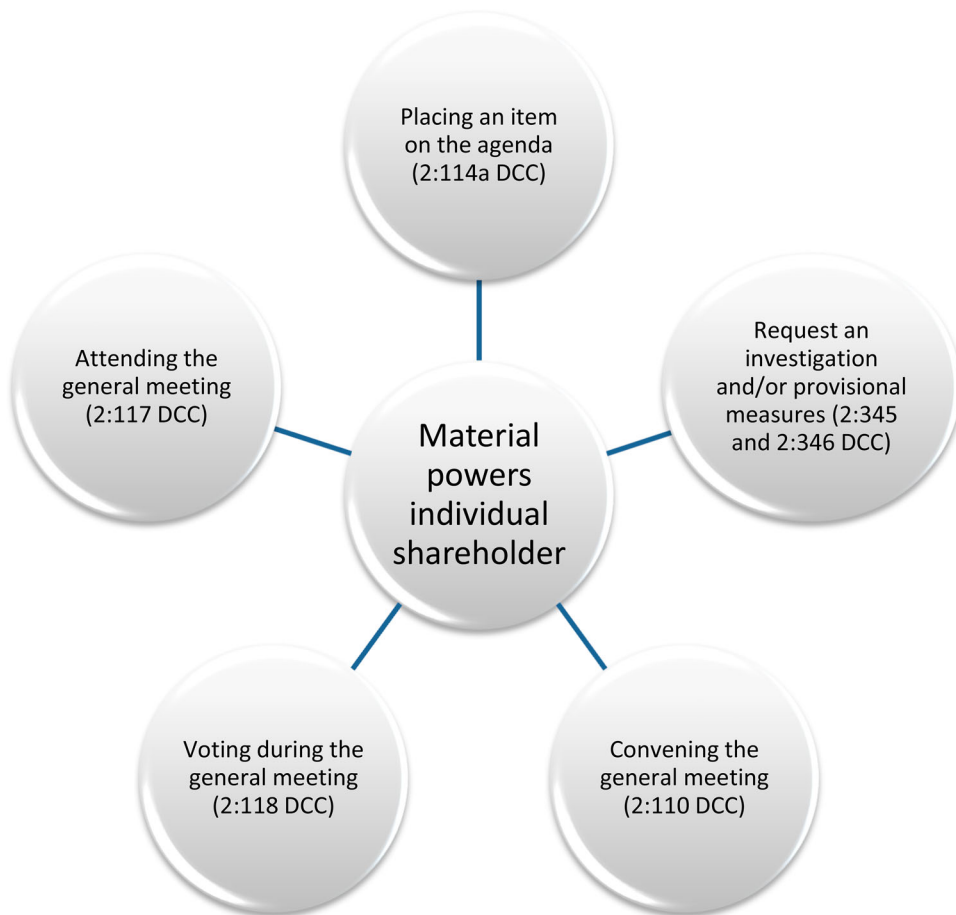 Placing an item
on the agenda
(2:114a DCC)
Attending the
general meeting
(2:117 DCC)
Request an
investigation
and/or provisional
measures (2:345
and 2:346 DCC)
Material
powers
individual
shareholder
Voting during the
general meeting
(2:118 DCC)
Convening the
general meeting
(2:110 DCC)